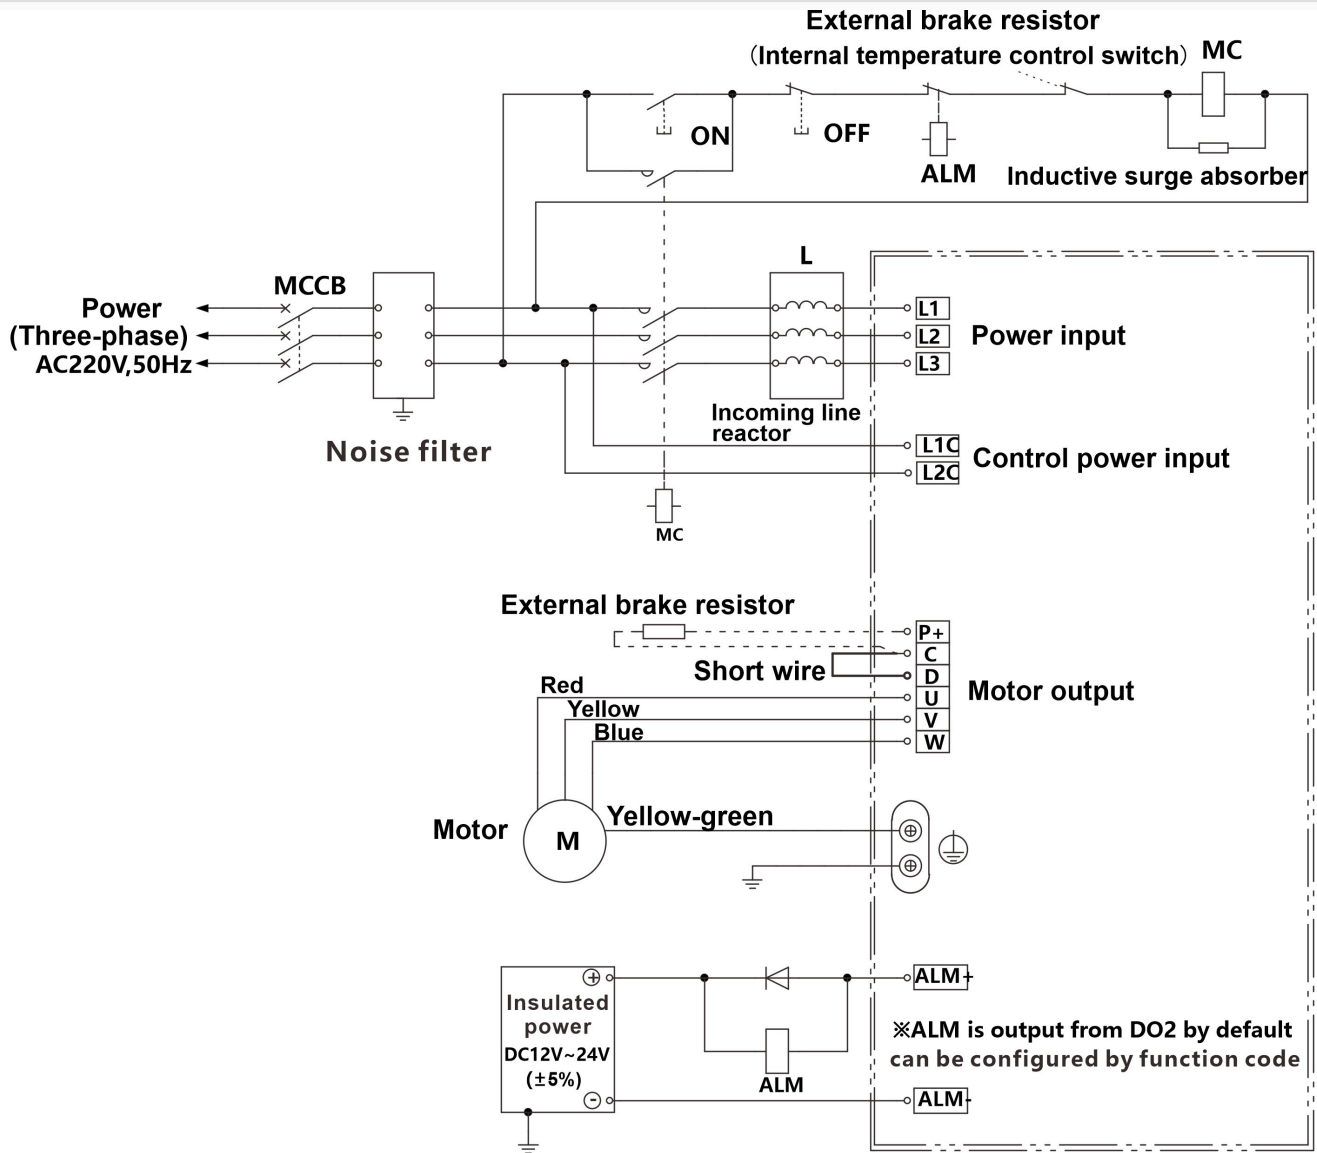 External brake resistor
（Internal temperature control switch） MC
ON
OFF
ALM
Inductive surge absorber
L
MCCB
Power
(Three-phase)
AC220V,50Hz
L1
L2
L3
Power input
Incoming line
reactor
Noise filter
L1C
L2C
Control power input
MC
External brake resistor
P+
C
Short wire
D
Red
U
Motor output
Yellow
V
Blue
W
Yellow-green
Motor
M
ALM+
Insulated
power
DC12V~24V
(±5%)
+
-
ALM
※ALM is output from DO2 by default
can be configured by function code
ALM-